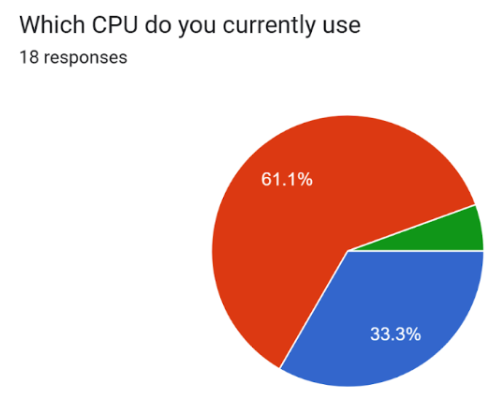 Which CPU do you currently use
18 responses
61.1%
33.3%